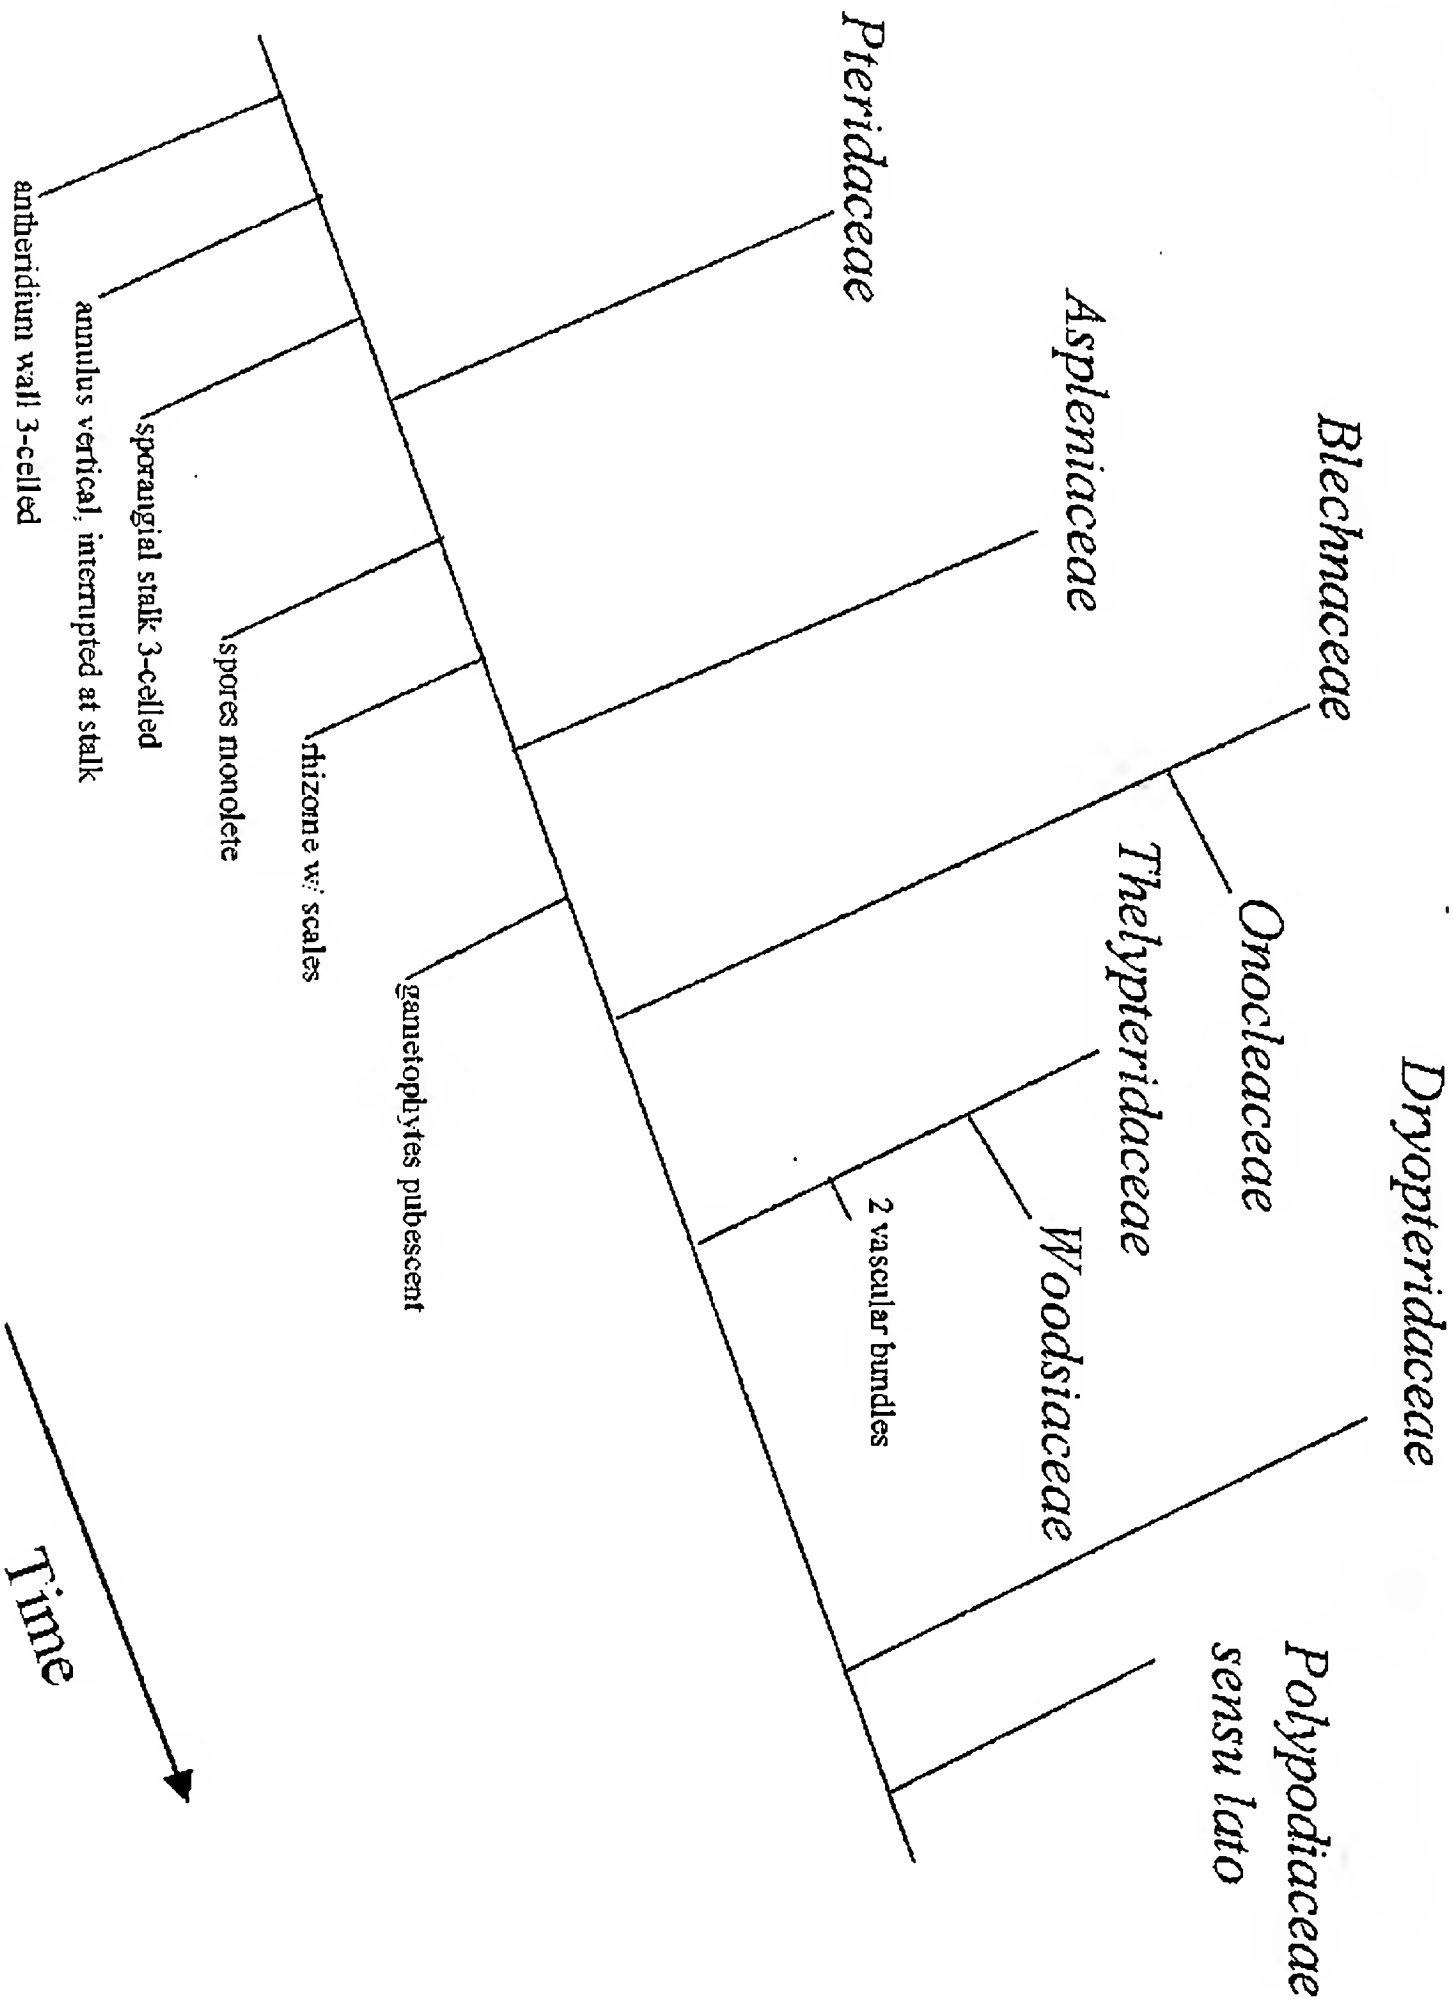 Dryopteridaceae
Blechnaceae
Polypodiaceae
sensu lato
Onocleaceae
Aspleniaceae
Thelypteridaceae
Woodsiaceae
Pteridaceae
2 vascular bundles
gametophytes pubescent
rhizome w/ scales
spores monolete
sporangial stalk 3-celled
annulus vertical, interrupted at stalk
antheridium wall 3-celled
Time